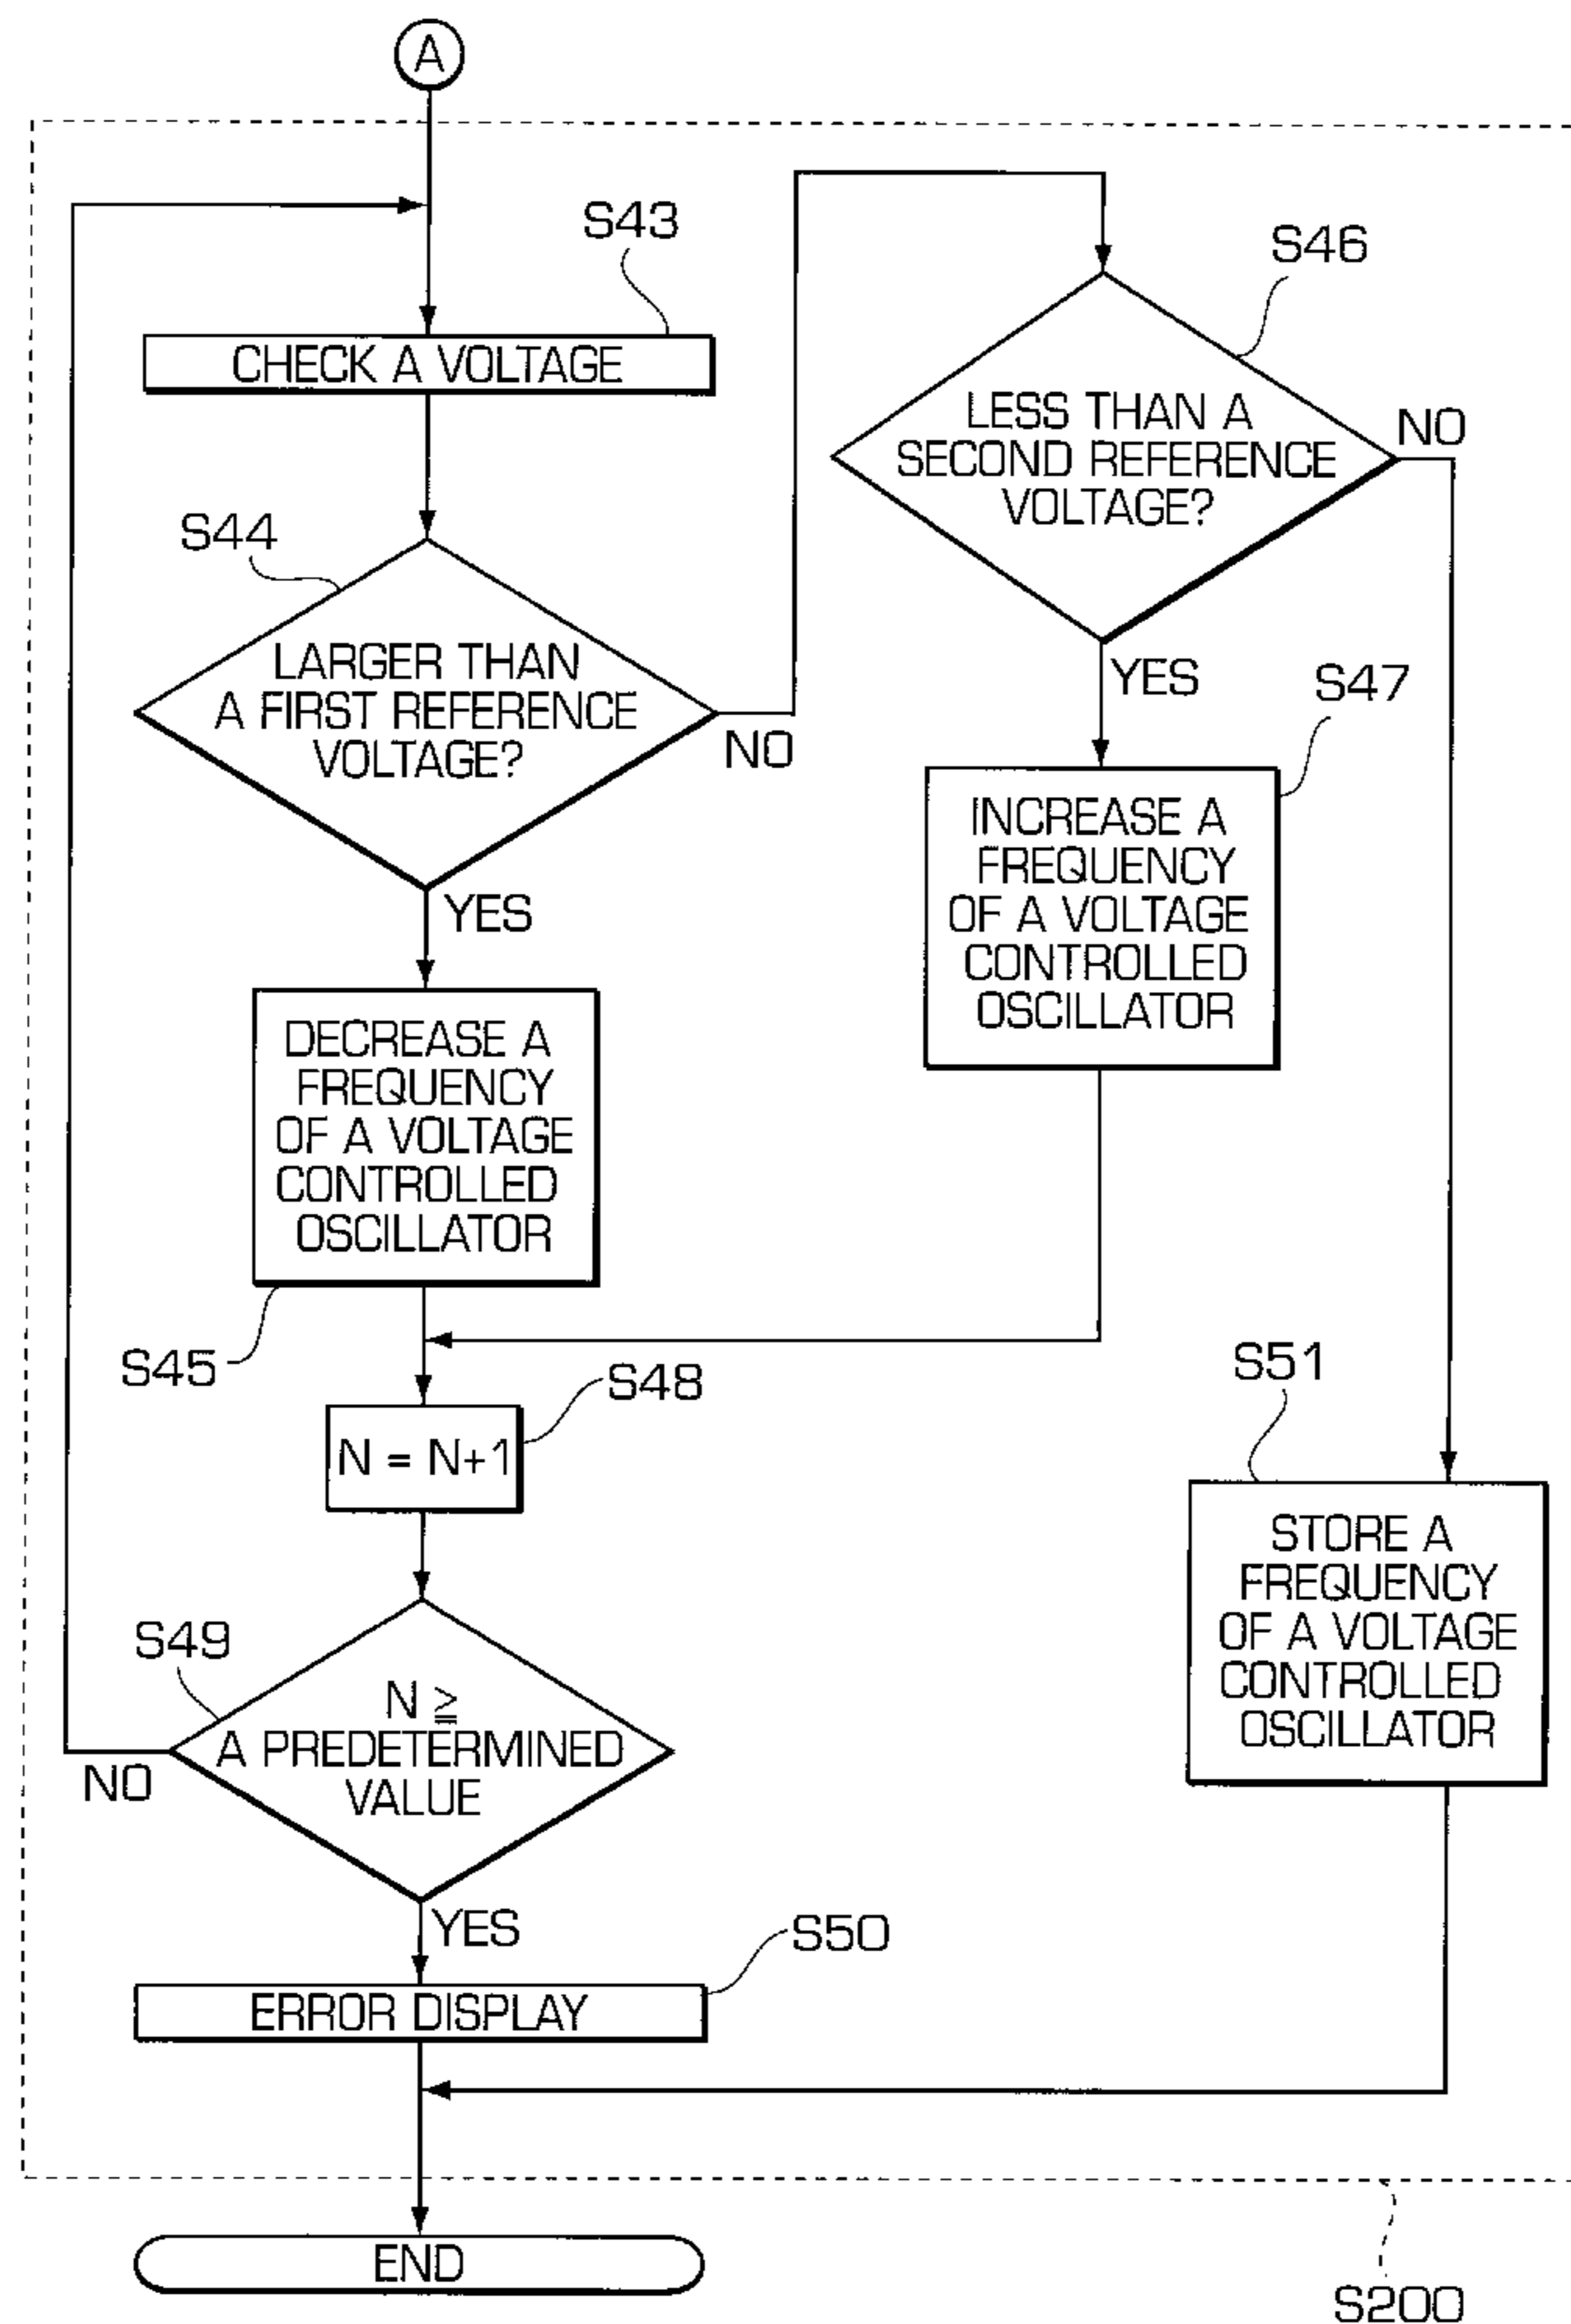 A
S43
CHECK A VOLTAGE
S44
LARGER THAN
A FIRST REFERENCE
VOLTAGE?
NO
YES
S46
LESS THAN A
SECOND REFERENCE
VOLTAGE?
NO
YES
S47
INCREASE A
FREQUENCY
OF A VOLTAGE
CONTROLLED
OSCILLATOR
DECREASE A
FREQUENCY
OF A VOLTAGE
CONTROLLED
OSCILLATOR
S45
S48
N = N+1
S49
N ≧
A PREDETERMINED
VALUE
NO
YES
S51
STORE A
FREQUENCY
OF A VOLTAGE
CONTROLLED
OSCILLATOR
S50
ERROR DISPLAY
END
S200